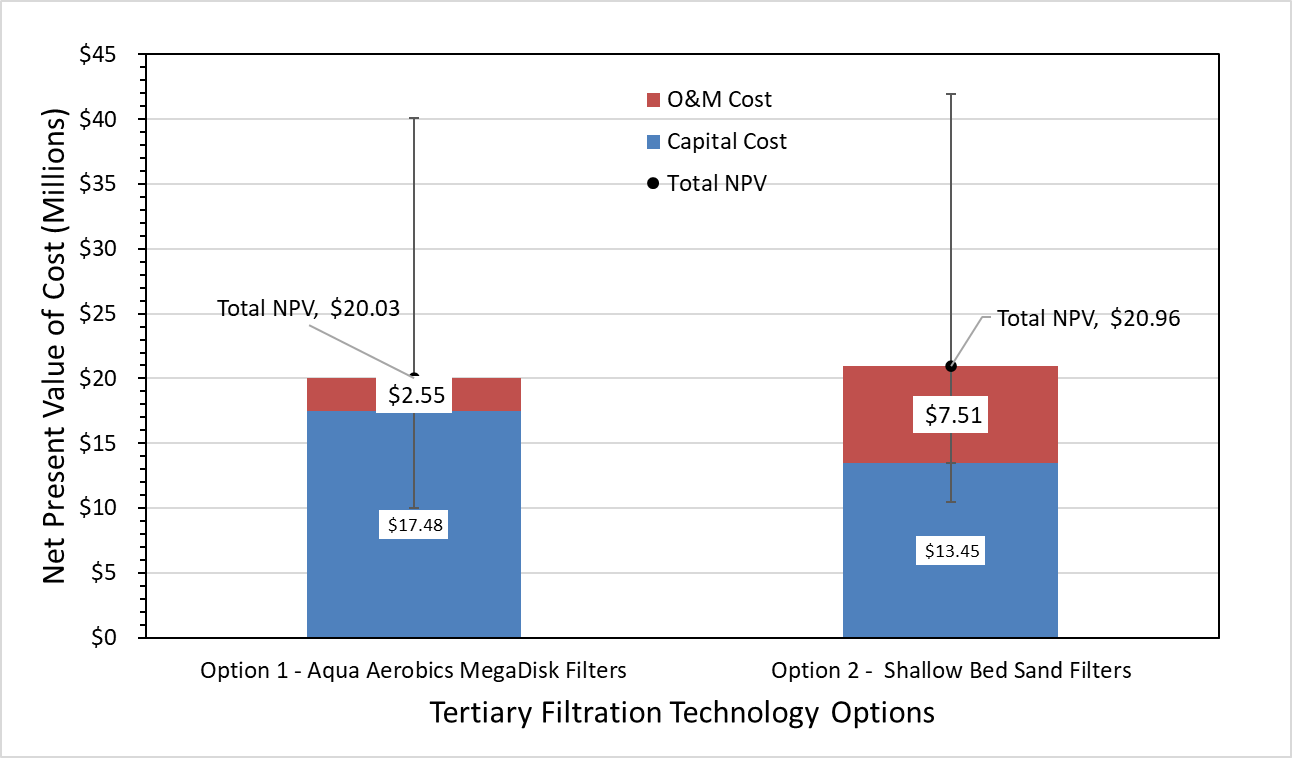 Net Present Value of Cost (Millions)
$45
$40
$35
$30
$25
$20
$15
$10
$5
$0
O&M Cost
Capital Cost
Total NPV
Total NPV, $20.03
Total NPV, $20.96
$2.55
$7.51
$17.48
$13.45
Option 1 - Aqua Aerobics MegaDisk Filters
Option 2 - Shallow Bed Sand Filters
Tertiary Filtration Technology Options